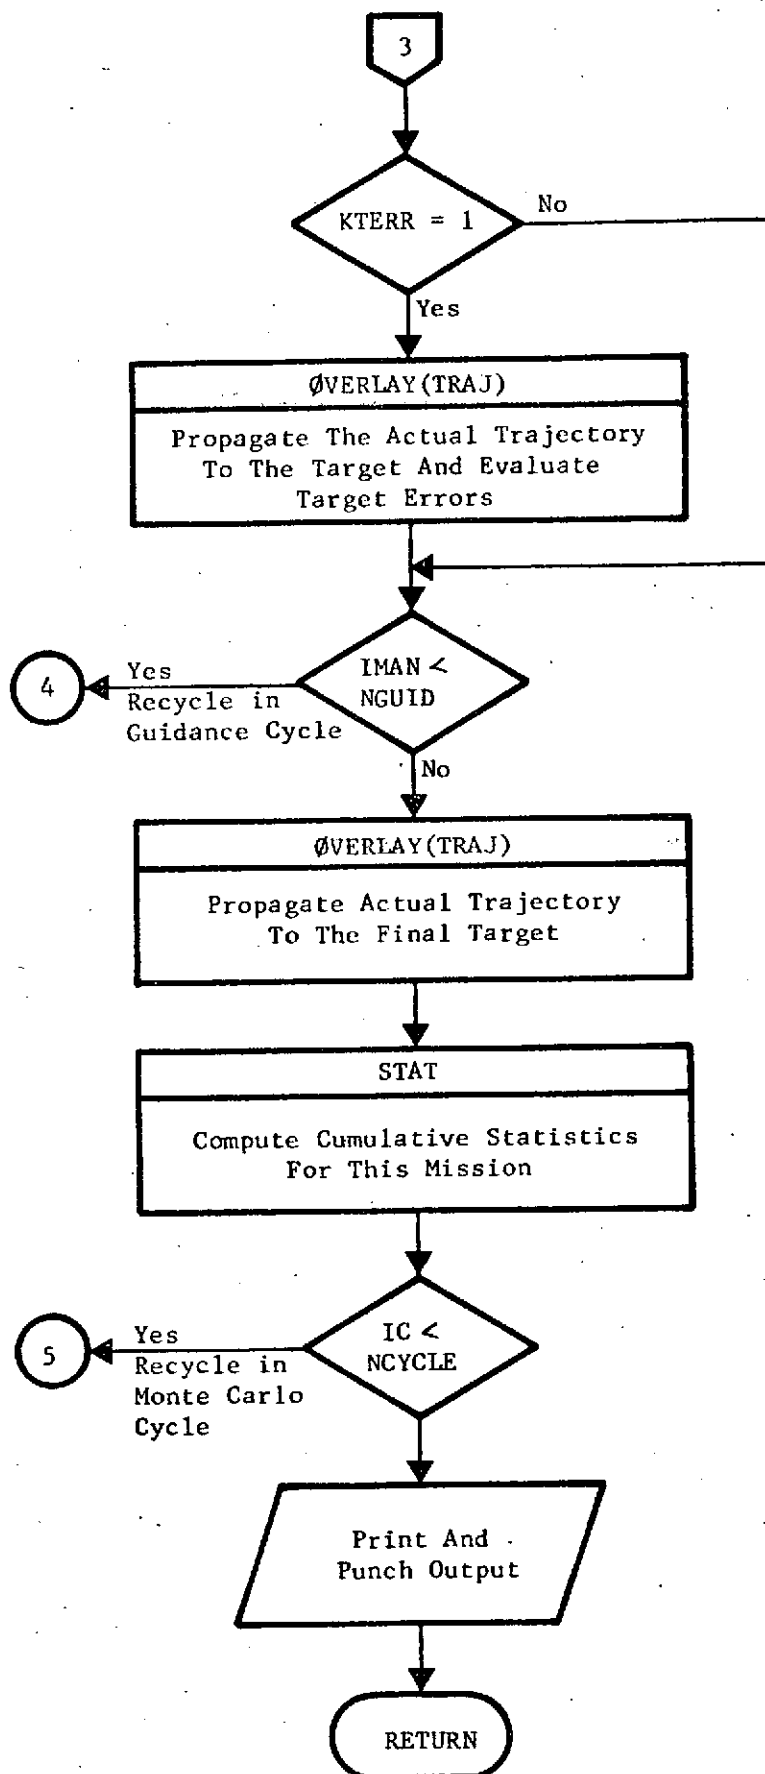 3
KTERR = 1
No
Yes
ØVERLAY(TRAJ)
Propagate The Actual Trajectory
To The Target And Evaluate
Target Errors
IMAN <
NGUID
4
Yes
Recycle in
Guidance Cycle
No
ØVERLAY(TRAJ)
Propagate Actual Trajectory
To The Final Target
STAT
Compute Cumulative Statistics
For This Mission
IC <
NCYCLE
5
Yes
Recycle in
Monte Carlo
Cycle
Print And
Punch Output
RETURN